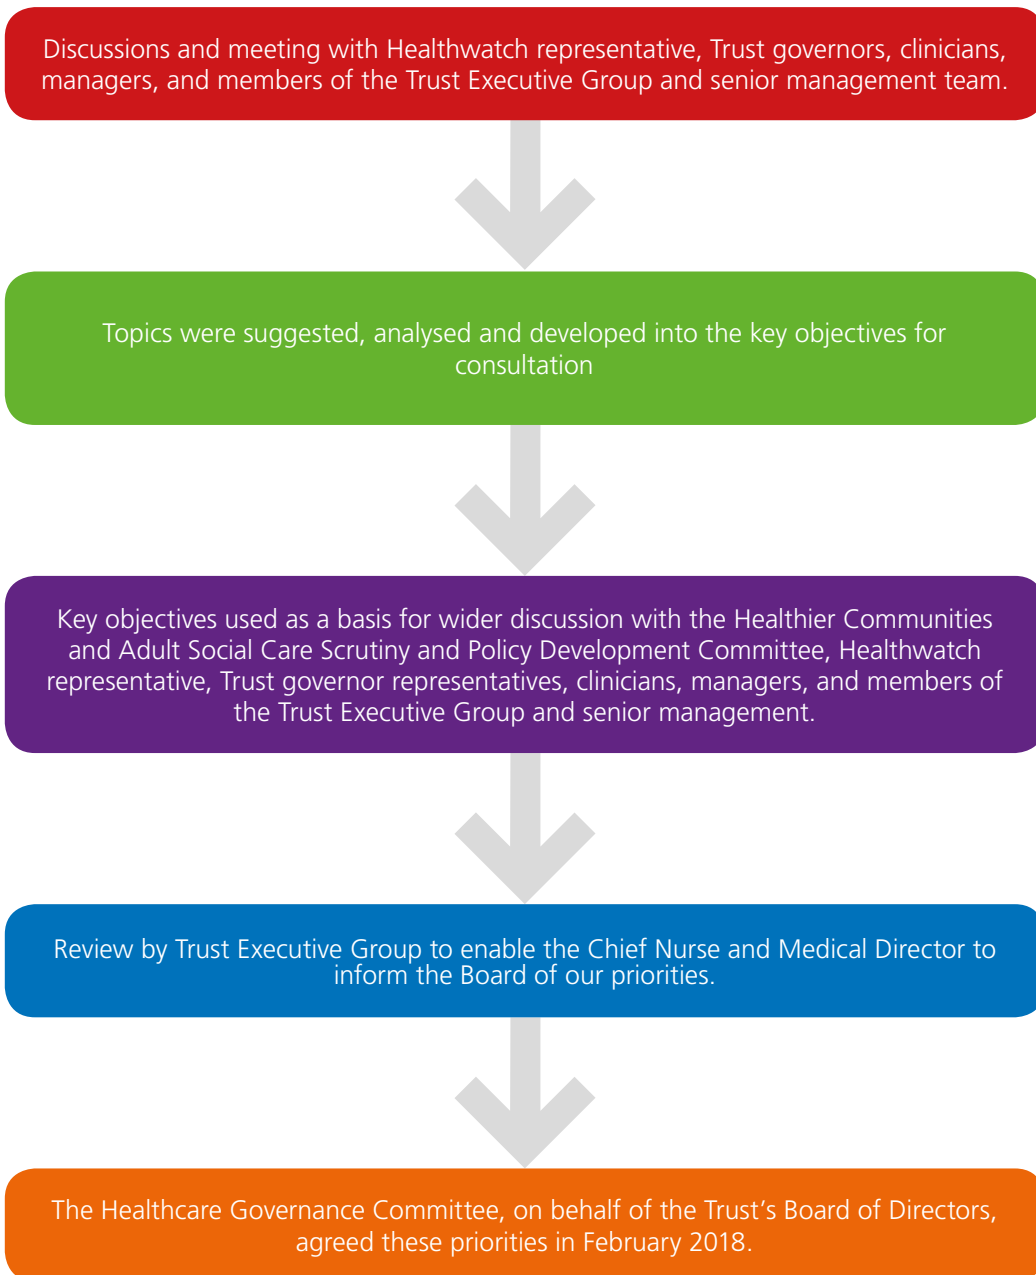 Discussions and meeting with Healthwatch representative, Trust governors, clinicians,
managers, and members of the Trust Executive Group and senior management team.
Topics were suggested, analysed and developed into the key objectives for
consultation
Key objectives used as a basis for wider discussion with the Healthier Communities
and Adult Social Care Scrutiny and Policy Development Committee, Healthwatch
representative, Trust governor representatives, clinicians, managers, and members of
the Trust Executive Group and senior management.
Review by Trust Executive Group to enable the Chief Nurse and Medical Director to
inform the Board of our priorities.
The Healthcare Governance Committee, on behalf of the Trust’s Board of Directors,
agreed these priorities in February 2018.